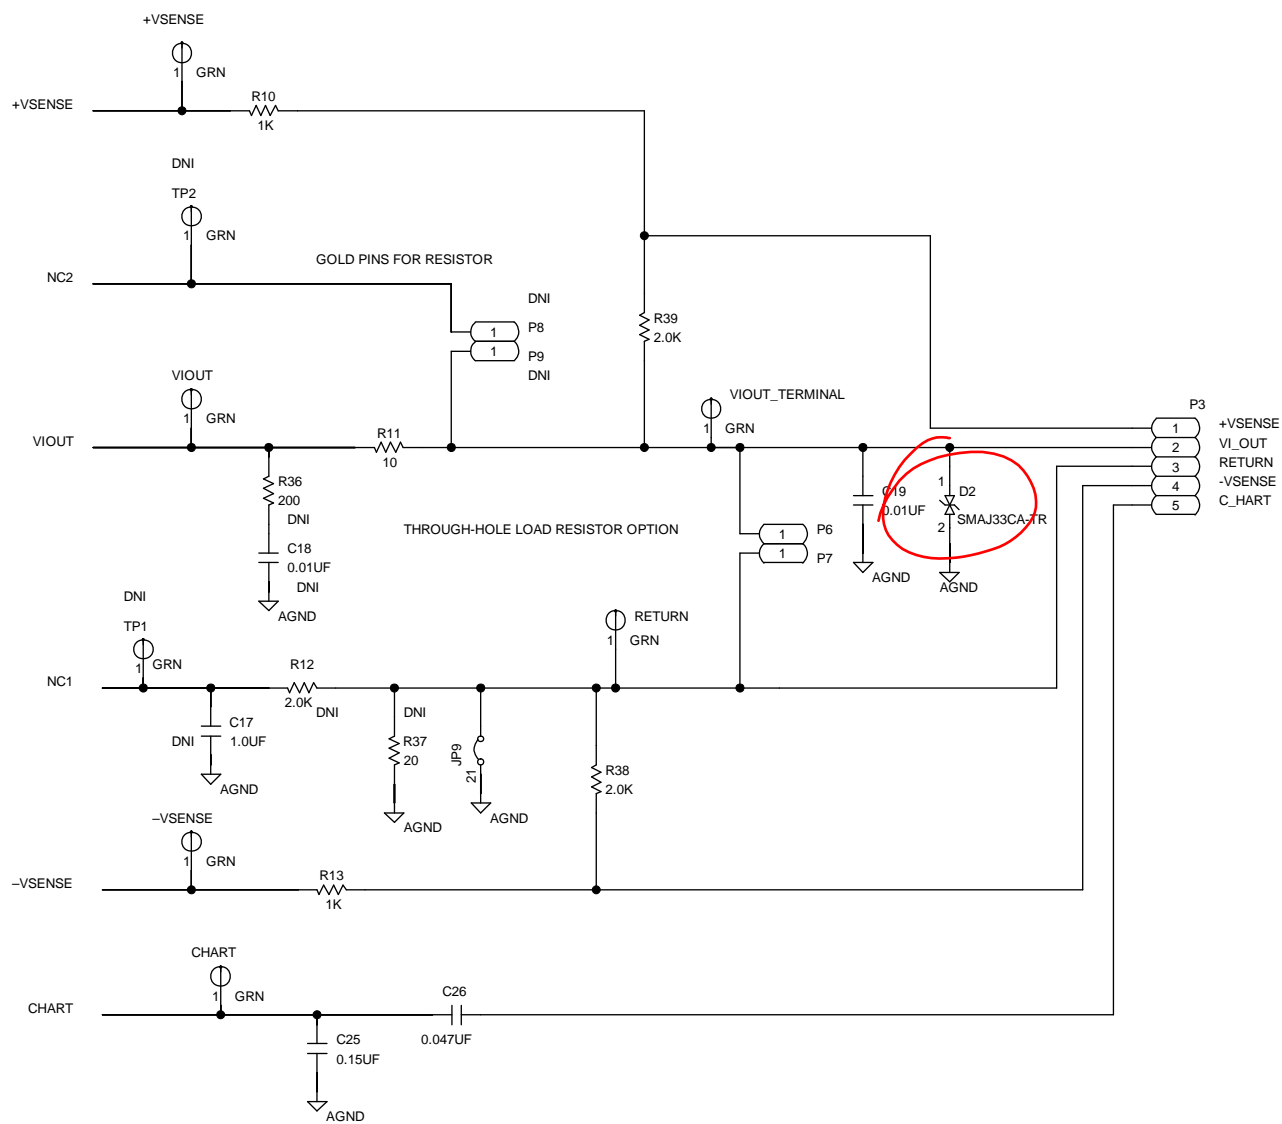 +VSENSE
1 GRN
+VSENSE
R10
1K
DNI
TP2
1 GRN
NC2
GOLD PINS FOR RESISTOR
DNI
1 P8
1 P9
DNI
R39
2.0K
VIOUT
1 GRN
VIOUT
R11
10
VIOUT_TERMINAL
1 GRN
P3
1 +VSENSE
2 VI_OUT
3 RETURN
4 -VSENSE
5 C_HART
R36
200
DNI
C18
0.01UF
DNI
AGND
THROUGH-HOLE LOAD RESISTOR OPTION
1 P6
1 P7
C19
0.01UF
AGND
1 D2
SMAJ33CA-TR
2
AGND
DNI
TP1
1 GRN
NC1
R12
2.0K
DNI
RETURN
1 GRN
C17
DNI 1.0UF
AGND
DNI
R37
20
AGND
JP9
21
AGND
R38
2.0K
–VSENSE
1 GRN
–VSENSE
R13
1K
CHART
1 GRN
CHART
C26
0.047UF
C25
0.15UF
AGND